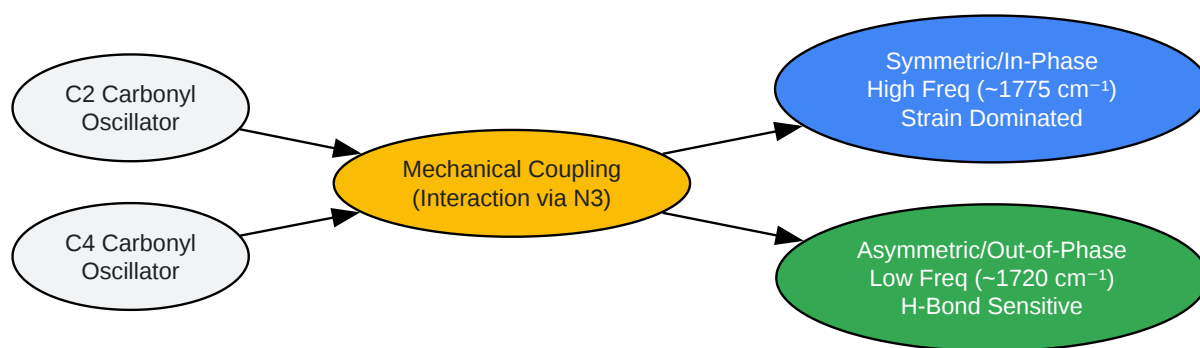 C2 Carbonyl
Oscillator
C4 Carbonyl
Oscillator
Mechanical Coupling
(Interaction via N3)
Symmetric/In-Phase
High Freq (~1775 cm⁻¹)
Strain Dominated
Asymmetric/Out-of-Phase
Low Freq (~1720 cm⁻¹)
H-Bond Sensitive